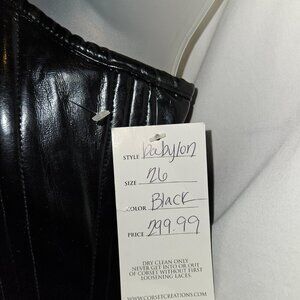 STYLE Babylon
SIZE 26
COLOR Black
PRICE 299.99
DRY CLEAN ONLY
NEVER GET INTO OR OUT
OF CORSET WITHOUT FIRST
LOOSENING LACES
WWW.CORSETCREATIONS.COM